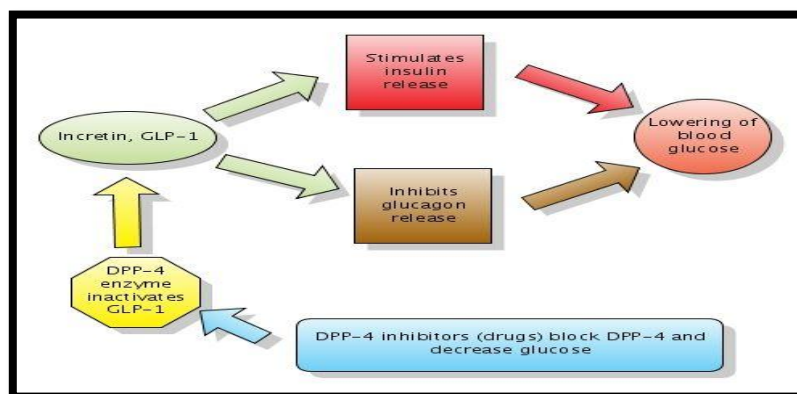 Stimulates
insulin
release
Incretin, GLP-1
Lowering of
blood
glucose
Inhibits
glucagon
release
DPP-4
enzyme
inactivates
GLP-1
DPP-4 inhibitors (drugs) block DPP-4 and
decrease glucose